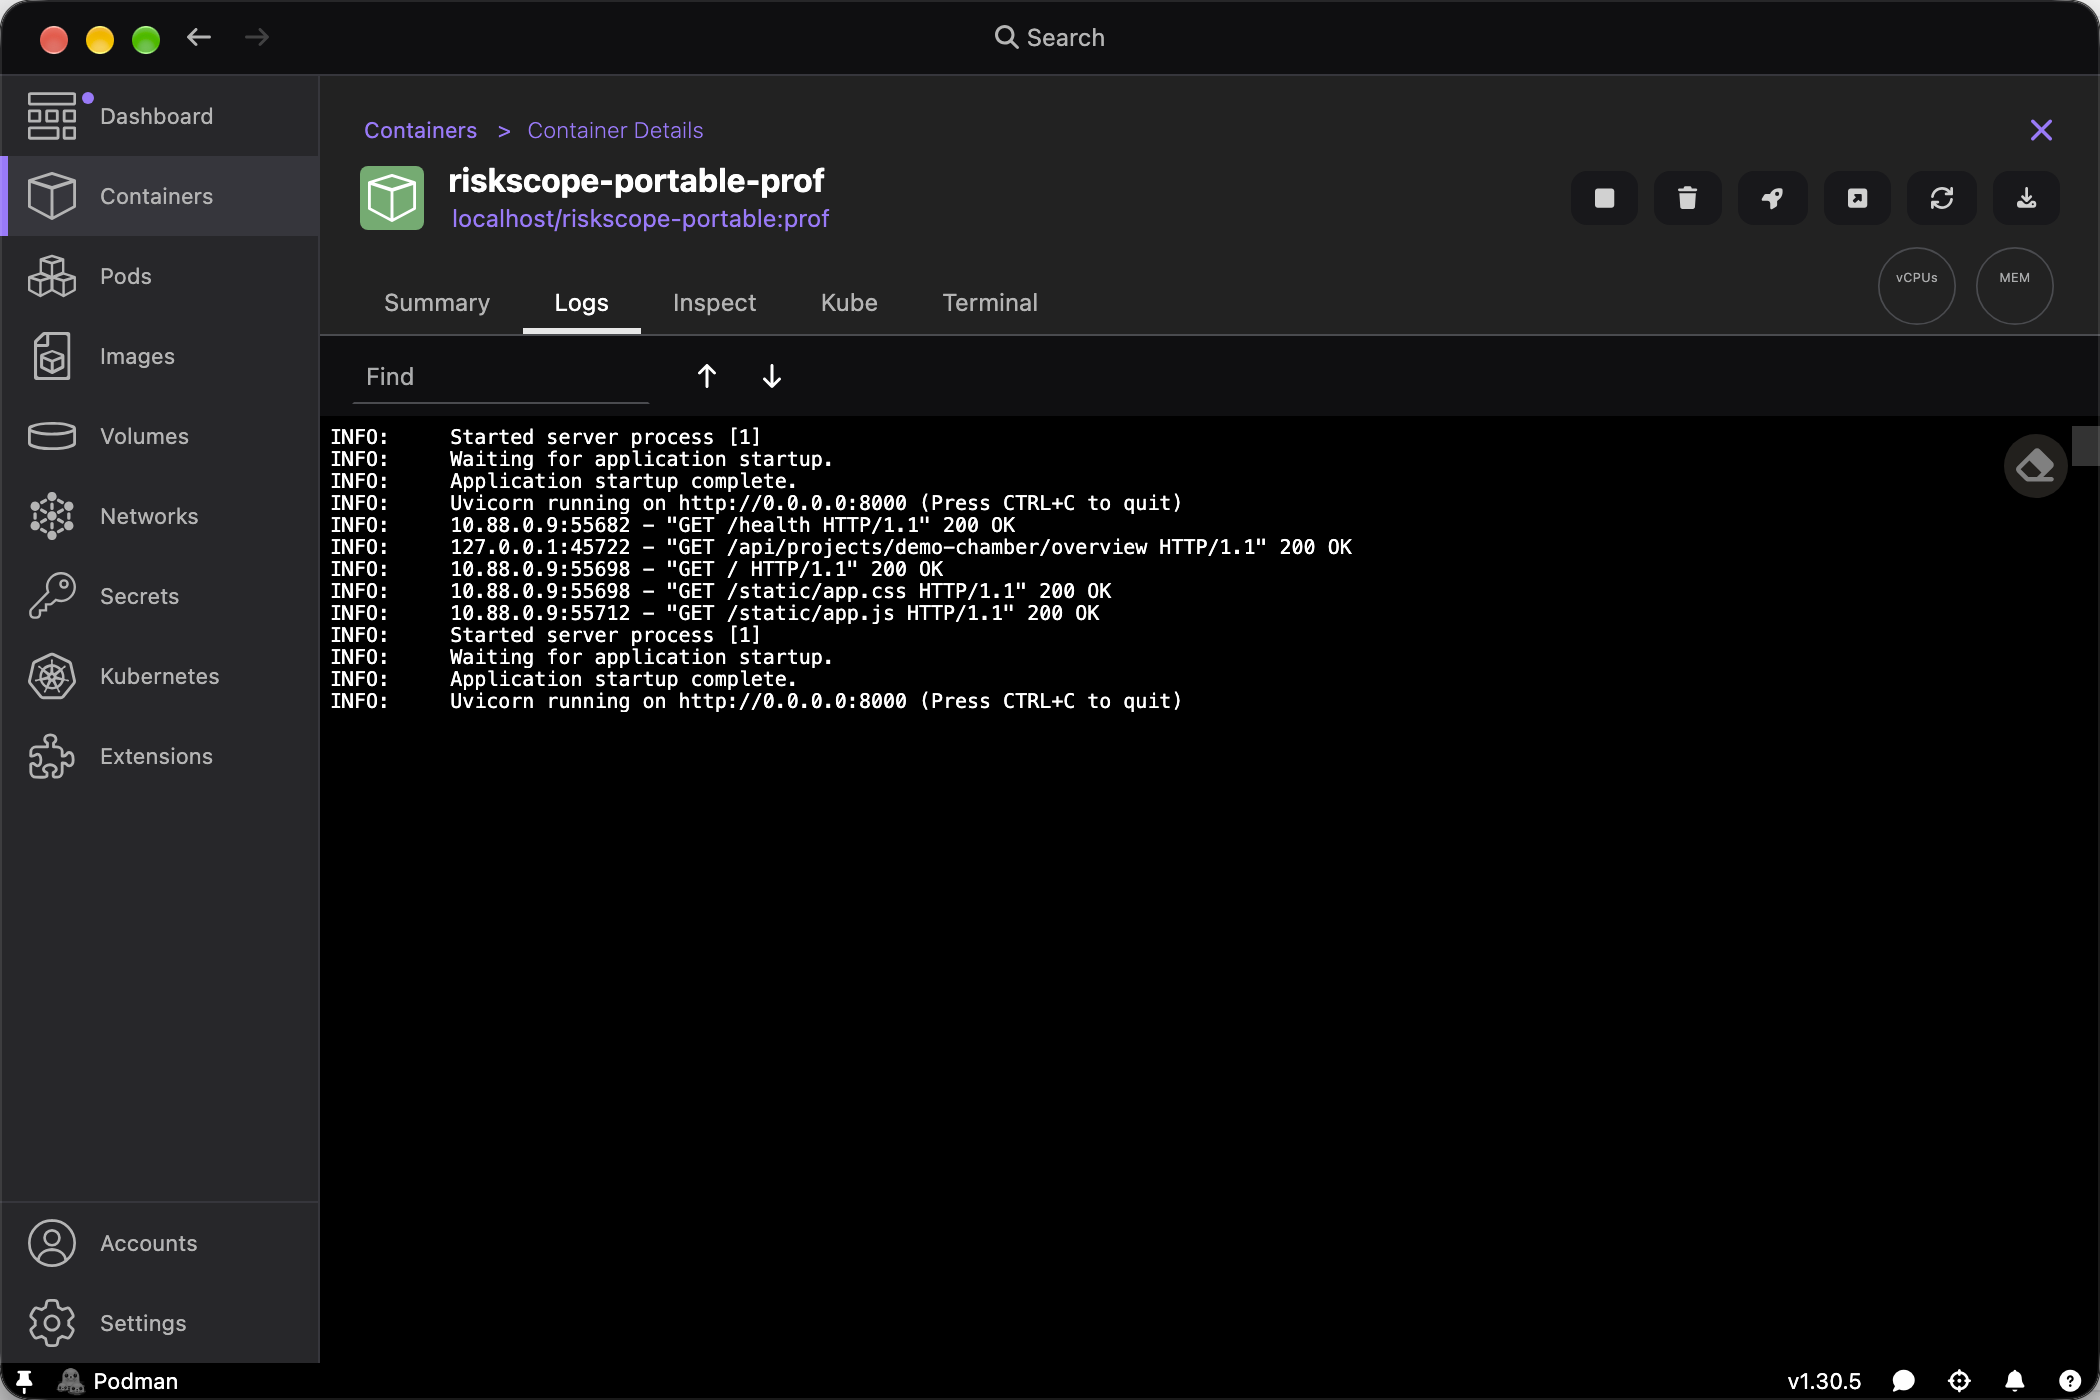 Search
Dashboard
Containers
Pods
Images
Volumes
Networks
Secrets
Kubernetes
Extensions
Accounts
Settings
Containers > Container Details
riskscope-portable-prof
localhost/riskscope-portable:prof
vCPUs
MEM
Summary Logs Inspect Kube Terminal
Find
INFO:     Started server process [1]
INFO:     Waiting for application startup.
INFO:     Application startup complete.
INFO:     Uvicorn running on http://0.0.0.0:8000 (Press CTRL+C to quit)
INFO:     10.88.0.9:55682 - "GET /health HTTP/1.1" 200 OK
INFO:     127.0.0.1:45722 - "GET /api/projects/demo-chamber/overview HTTP/1.1" 200 OK
INFO:     10.88.0.9:55698 - "GET / HTTP/1.1" 200 OK
INFO:     10.88.0.9:55698 - "GET /static/app.css HTTP/1.1" 200 OK
INFO:     10.88.0.9:55712 - "GET /static/app.js HTTP/1.1" 200 OK
INFO:     Started server process [1]
INFO:     Waiting for application startup.
INFO:     Application startup complete.
INFO:     Uvicorn running on http://0.0.0.0:8000 (Press CTRL+C to quit)
Podman
v1.30.5